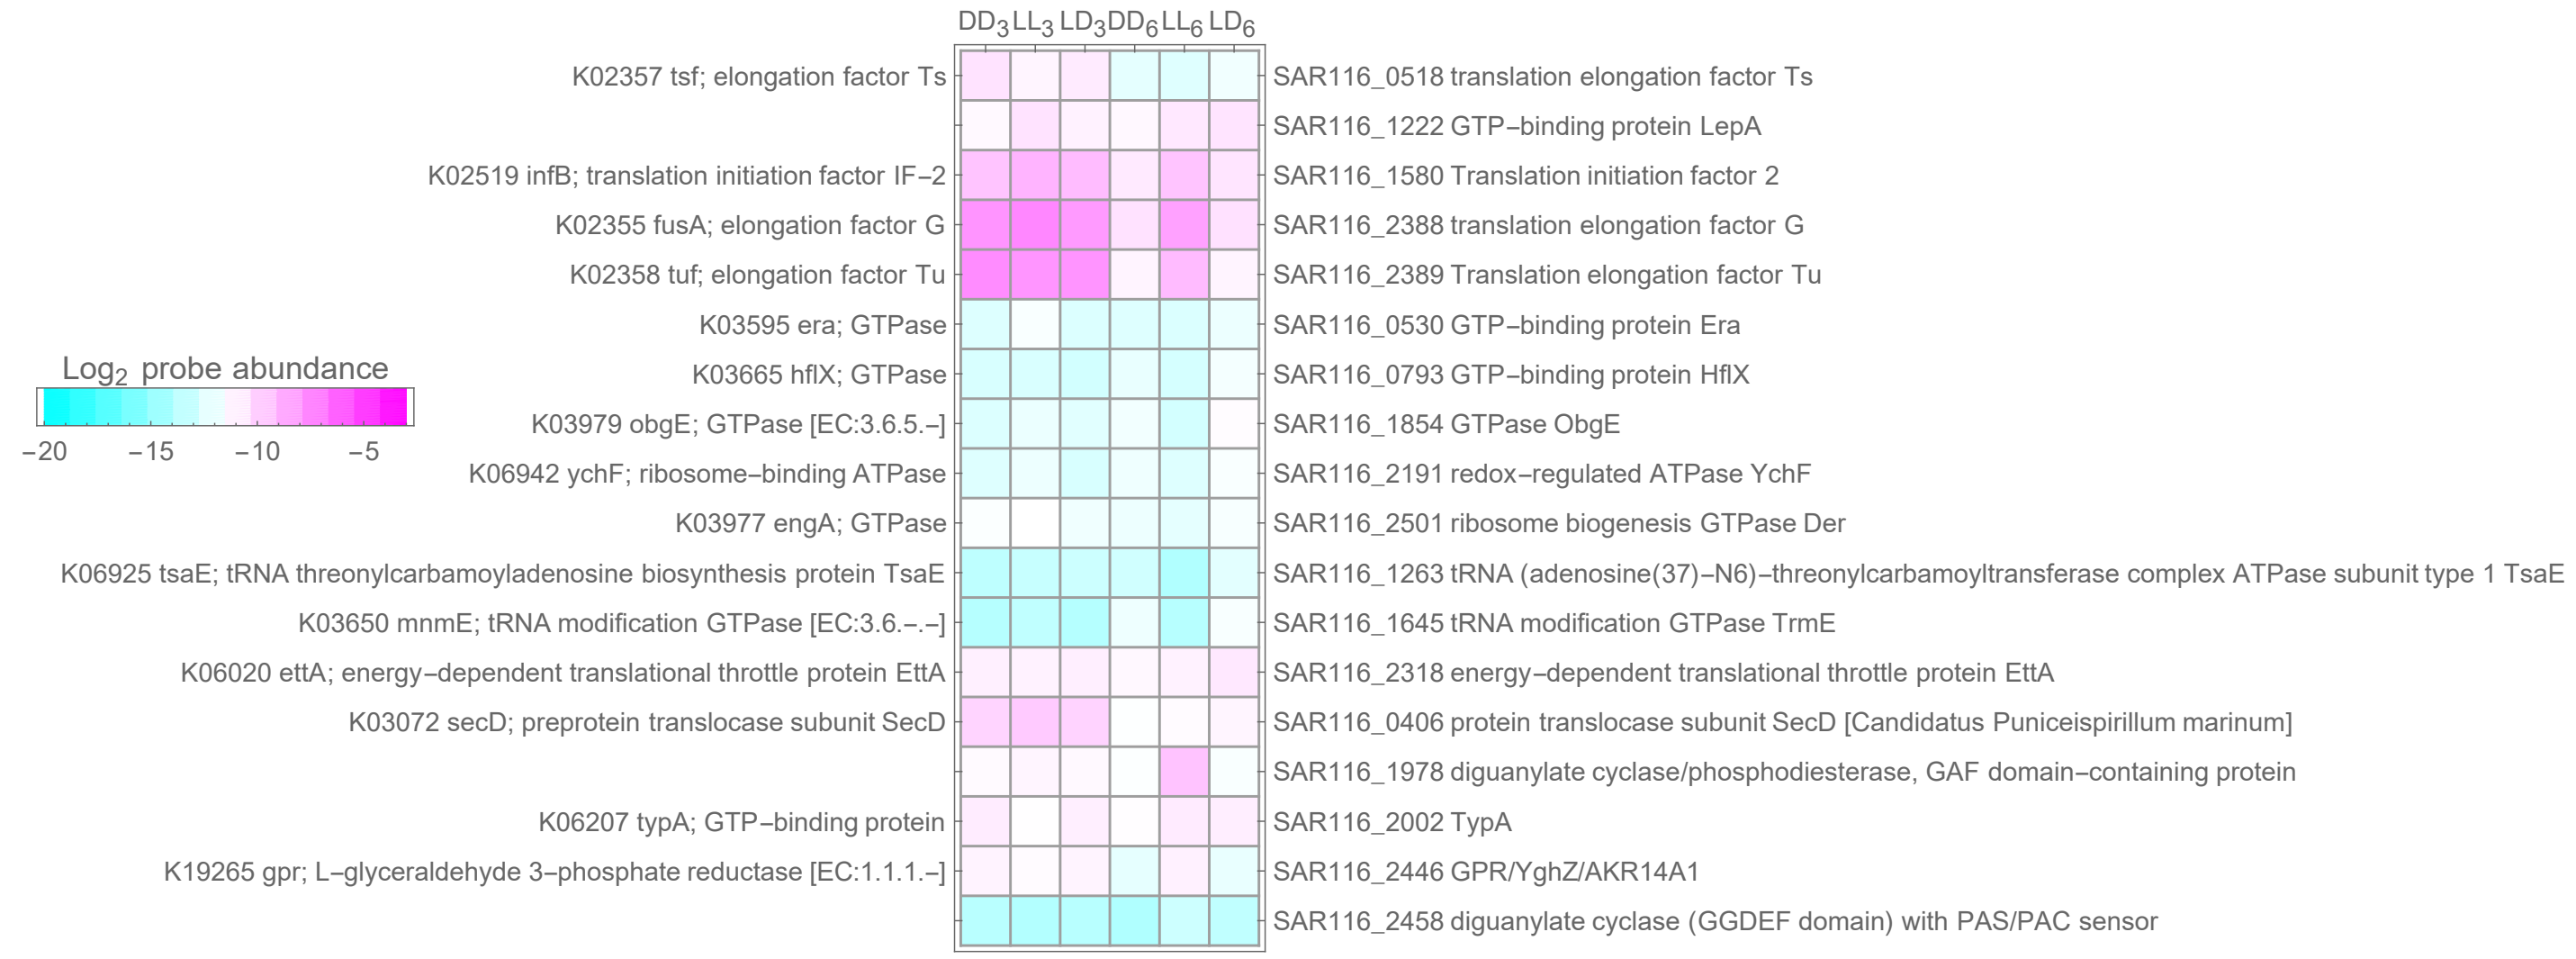 DD3 LL3 LD3 DD6 LL6 LD6
K02357 tsf; elongation factor Ts SAR116_0518 translation elongation factor Ts
SAR116_1222 GTP−binding protein LepA
K02519 infB; translation initiation factor IF−2 SAR116_1580 Translation initiation factor 2
K02355 fusA; elongation factor G SAR116_2388 translation elongation factor G
K02358 tuf; elongation factor Tu SAR116_2389 Translation elongation factor Tu
K03595 era; GTPase SAR116_0530 GTP−binding protein Era
Log2 probe abundance
K03665 hflX; GTPase SAR116_0793 GTP−binding protein HflX
K03979 obgE; GTPase [EC:3.6.5.−] SAR116_1854 GTPase ObgE
−20 −15 −10 −5
K06942 ychF; ribosome−binding ATPase SAR116_2191 redox−regulated ATPase YchF
K03977 engA; GTPase SAR116_2501 ribosome biogenesis GTPase Der
K06925 tsaE; tRNA threonylcarbamoyladenosine biosynthesis protein TsaE SAR116_1263 tRNA (adenosine(37)−N6)−threonylcarbamoyltransferase complex ATPase subunit type 1 TsaE
K03650 mnmE; tRNA modification GTPase [EC:3.6.−.−] SAR116_1645 tRNA modification GTPase TrmE
K06020 ettA; energy−dependent translational throttle protein EttA SAR116_2318 energy−dependent translational throttle protein EttA
K03072 secD; preprotein translocase subunit SecD SAR116_0406 protein translocase subunit SecD [Candidatus Puniceispirillum marinum]
SAR116_1978 diguanylate cyclase/phosphodiesterase, GAF domain−containing protein
K06207 typA; GTP−binding protein SAR116_2002 TypA
K19265 gpr; L−glyceraldehyde 3−phosphate reductase [EC:1.1.1.−] SAR116_2446 GPR/YghZ/AKR14A1
SAR116_2458 diguanylate cyclase (GGDEF domain) with PAS/PAC sensor